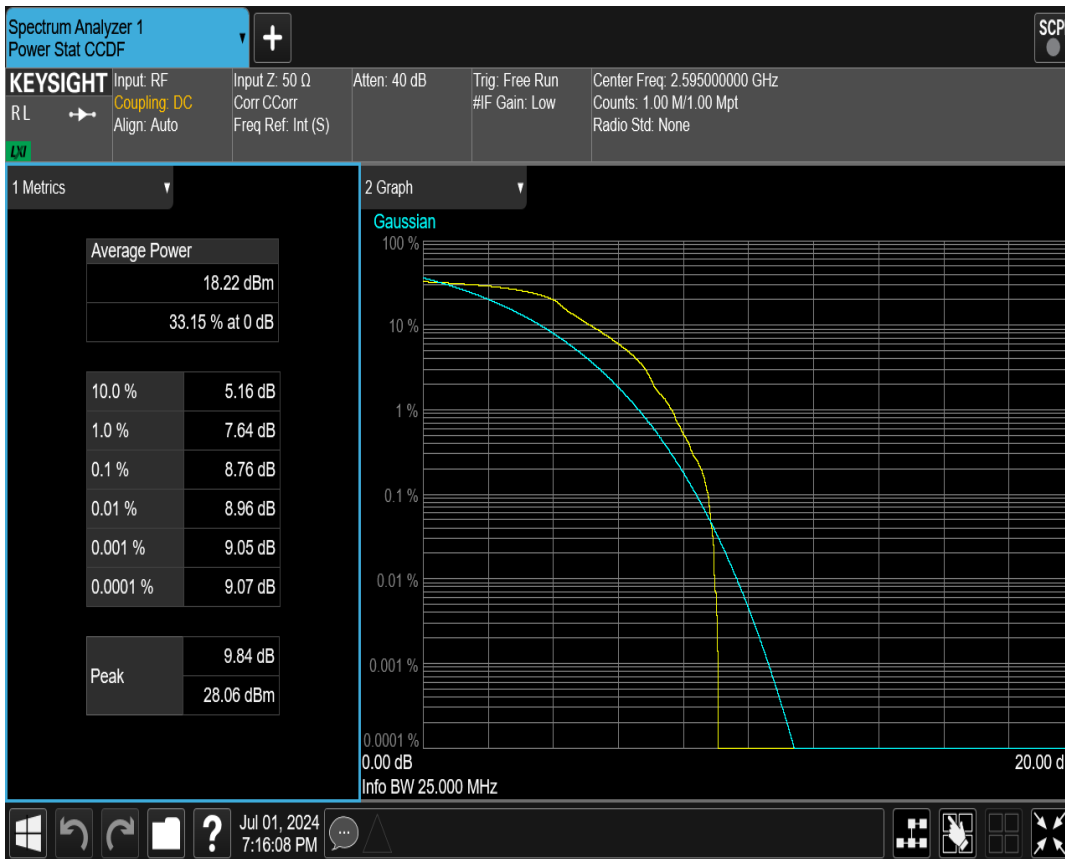 Spectrum Analyzer 1
Power Stat CCDF
+
SCP
KEYSIGHT
RL
LXI
Input: RF
Coupling: DC
Align: Auto
Input Z: 50 Ω
Corr CCorr
Freq Ref: Int (S)
Atten: 40 dB
Trig: Free Run
#IF Gain: Low
Center Freq: 2.595000000 GHz
Counts: 1.00 M/1.00 Mpt
Radio Std: None
1 Metrics
Average Power
18.22 dBm
33.15 % at 0 dB
10.0 % 5.16 dB
1.0 % 7.64 dB
0.1 % 8.76 dB
0.01 % 8.96 dB
0.001 % 9.05 dB
0.0001 % 9.07 dB
Peak
9.84 dB
28.06 dBm
2 Graph
Gaussian
100 %
10 %
1 %
0.1 %
0.01 %
0.001 %
0.0001 %
0.00 dB 20.00 d
Info BW 25.000 MHz
?
Jul 01, 2024
7:16:08 PM